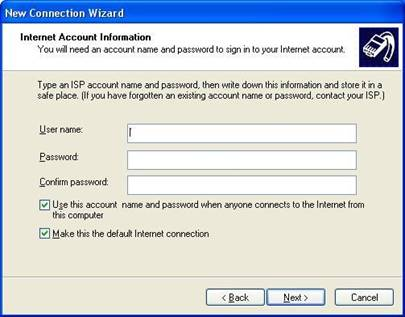 New Connection Wizard
Internet Account Information
You will need an account name and password to sign in to your Internet account.
Type an ISP account name and password, then write down this information and store it in a
safe place. (If you have forgotten an existing account name or password, contact your ISP.)
User name:
Password:
Confirm password:
Use this account name and password when anyone connects to the Internet from
this computer
Make this the default Internet connection
< Back
Next >
Cancel